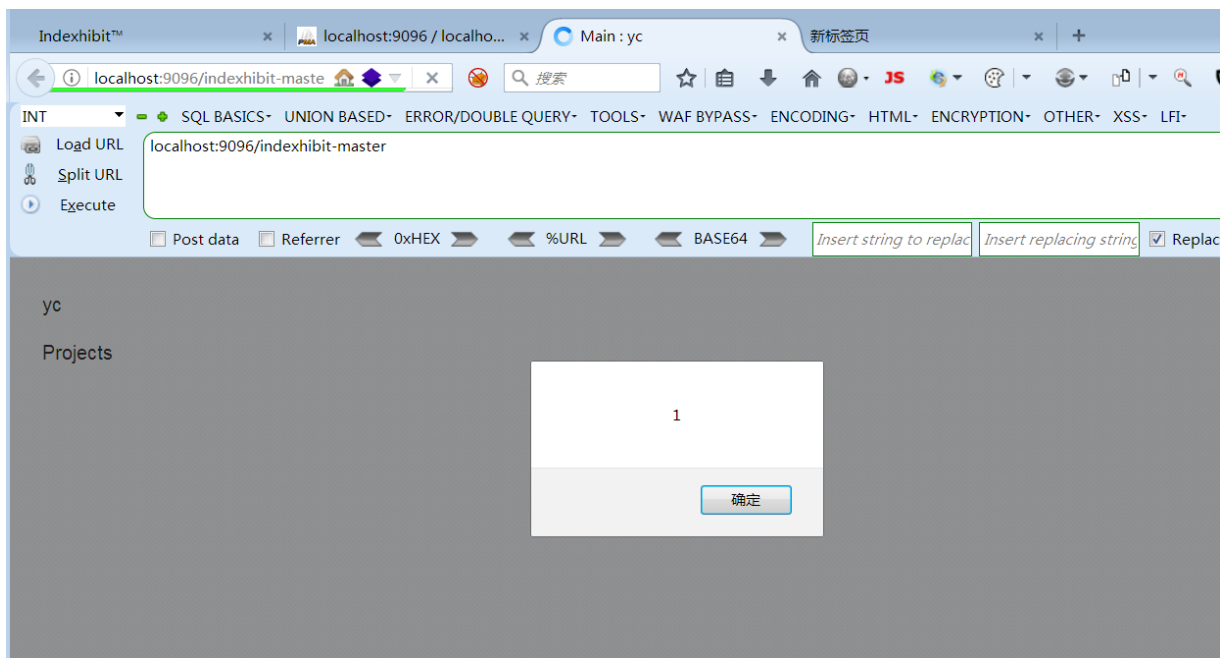 Indexhibit™ × localhost:9096 / localho... × Main : yc × 新标签页 × +
localhost:9096/indexhibit-maste 搜索 JS
INT SQL BASICS UNION BASED ERROR/DOUBLE QUERY TOOLS WAF BYPASS ENCODING HTML ENCRYPTION OTHER XSS LFI
Load URL localhost:9096/indexhibit-master
Split URL
Execute
Post data Referrer 0xHEX %URL BASE64 Insert string to replac Insert replacing string Replac
yc
Projects
1
确定